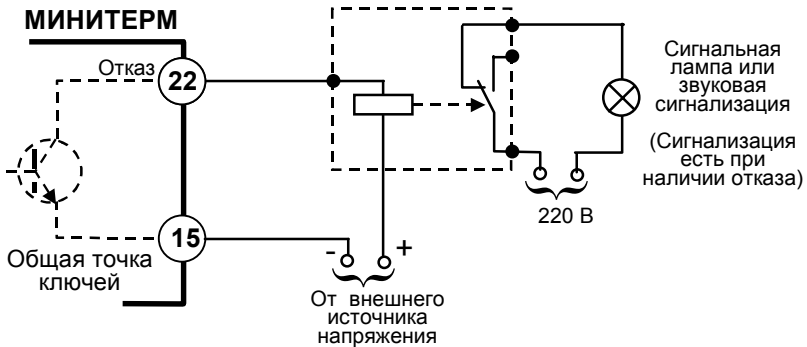 МИНИТЕРМ
Отказ
22
15
Общая точка
ключей
- +
От внешнего
источника
напряжения
220 В
Сигнальная
лампа или
звуковая
сигнализация
(Сигнализация
есть при
наличии отказа)